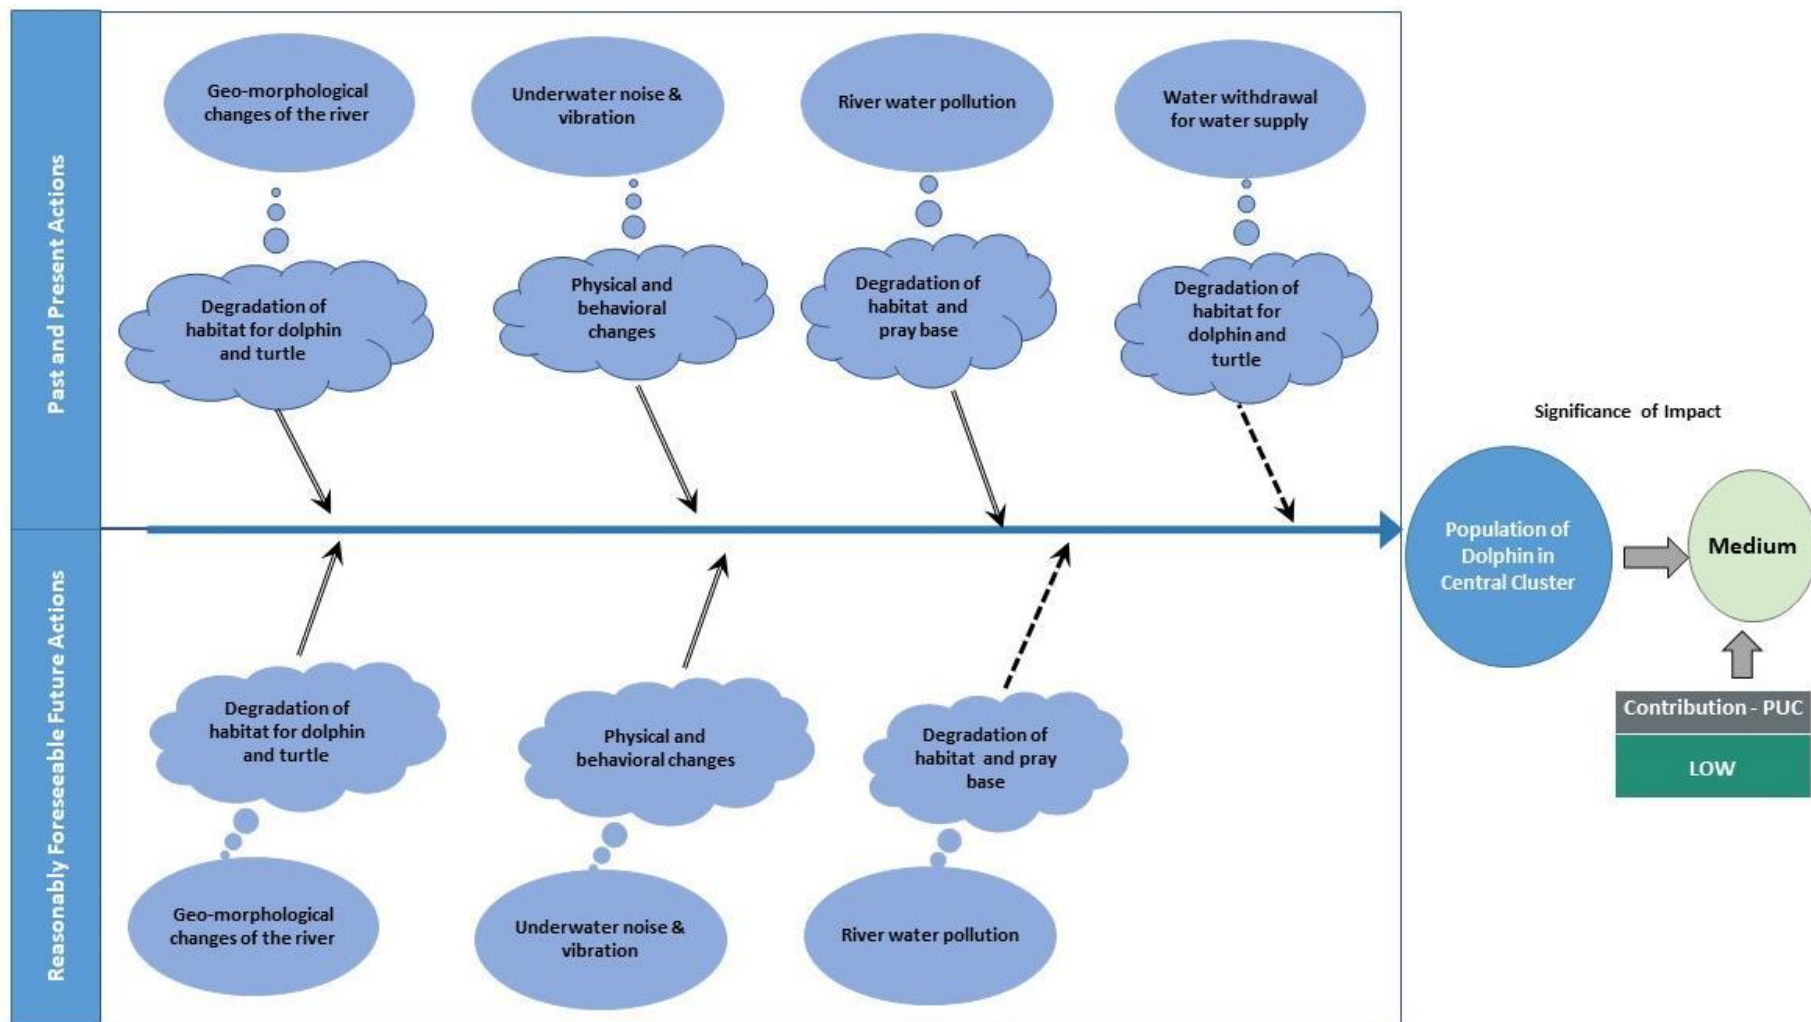 Past and Present Actions
Geo-morphological
changes of the river
Underwater noise &
vibration
River water pollution
Water withdrawal
for water supply
Degradation of
habitat for dolphin
and turtle
Physical and
behavioral
changes
Degradation of
habitat and
pray base
Degradation of
habitat for
dolphin and
turtle
Significance of Impact
Population of
Dolphin in
Central Cluster
Medium
Contribution - PUC
LOW
Reasonably Foreseeable Future Actions
Degradation of
habitat for dolphin
and turtle
Physical and
behavioral changes
Degradation of
habitat and pray
base
Geo-morphological
changes of the river
Underwater noise &
vibration
River water pollution